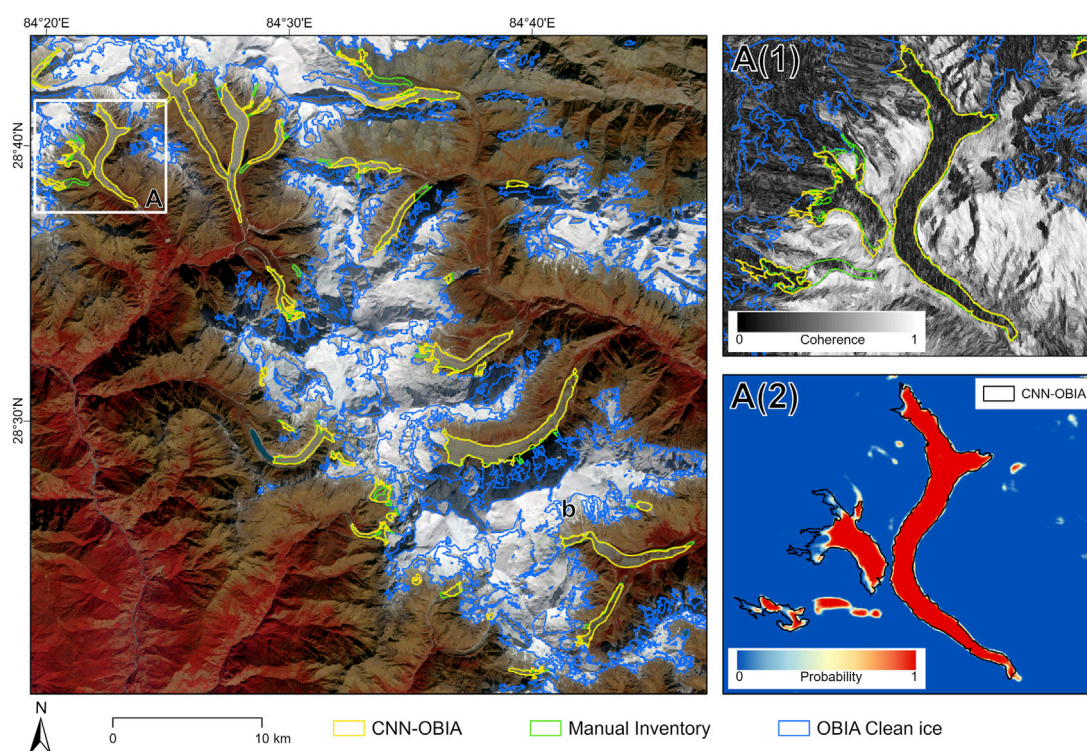 84°20'E
84°30'E
84°40'E
28°40'N
28°30'N
A
b
A(1)
0
1
Coherence
A(2)
CNN-OBIA
0
1
Probability
N
0
10 km
CNN-OBIA
Manual Inventory
OBIA Clean ice